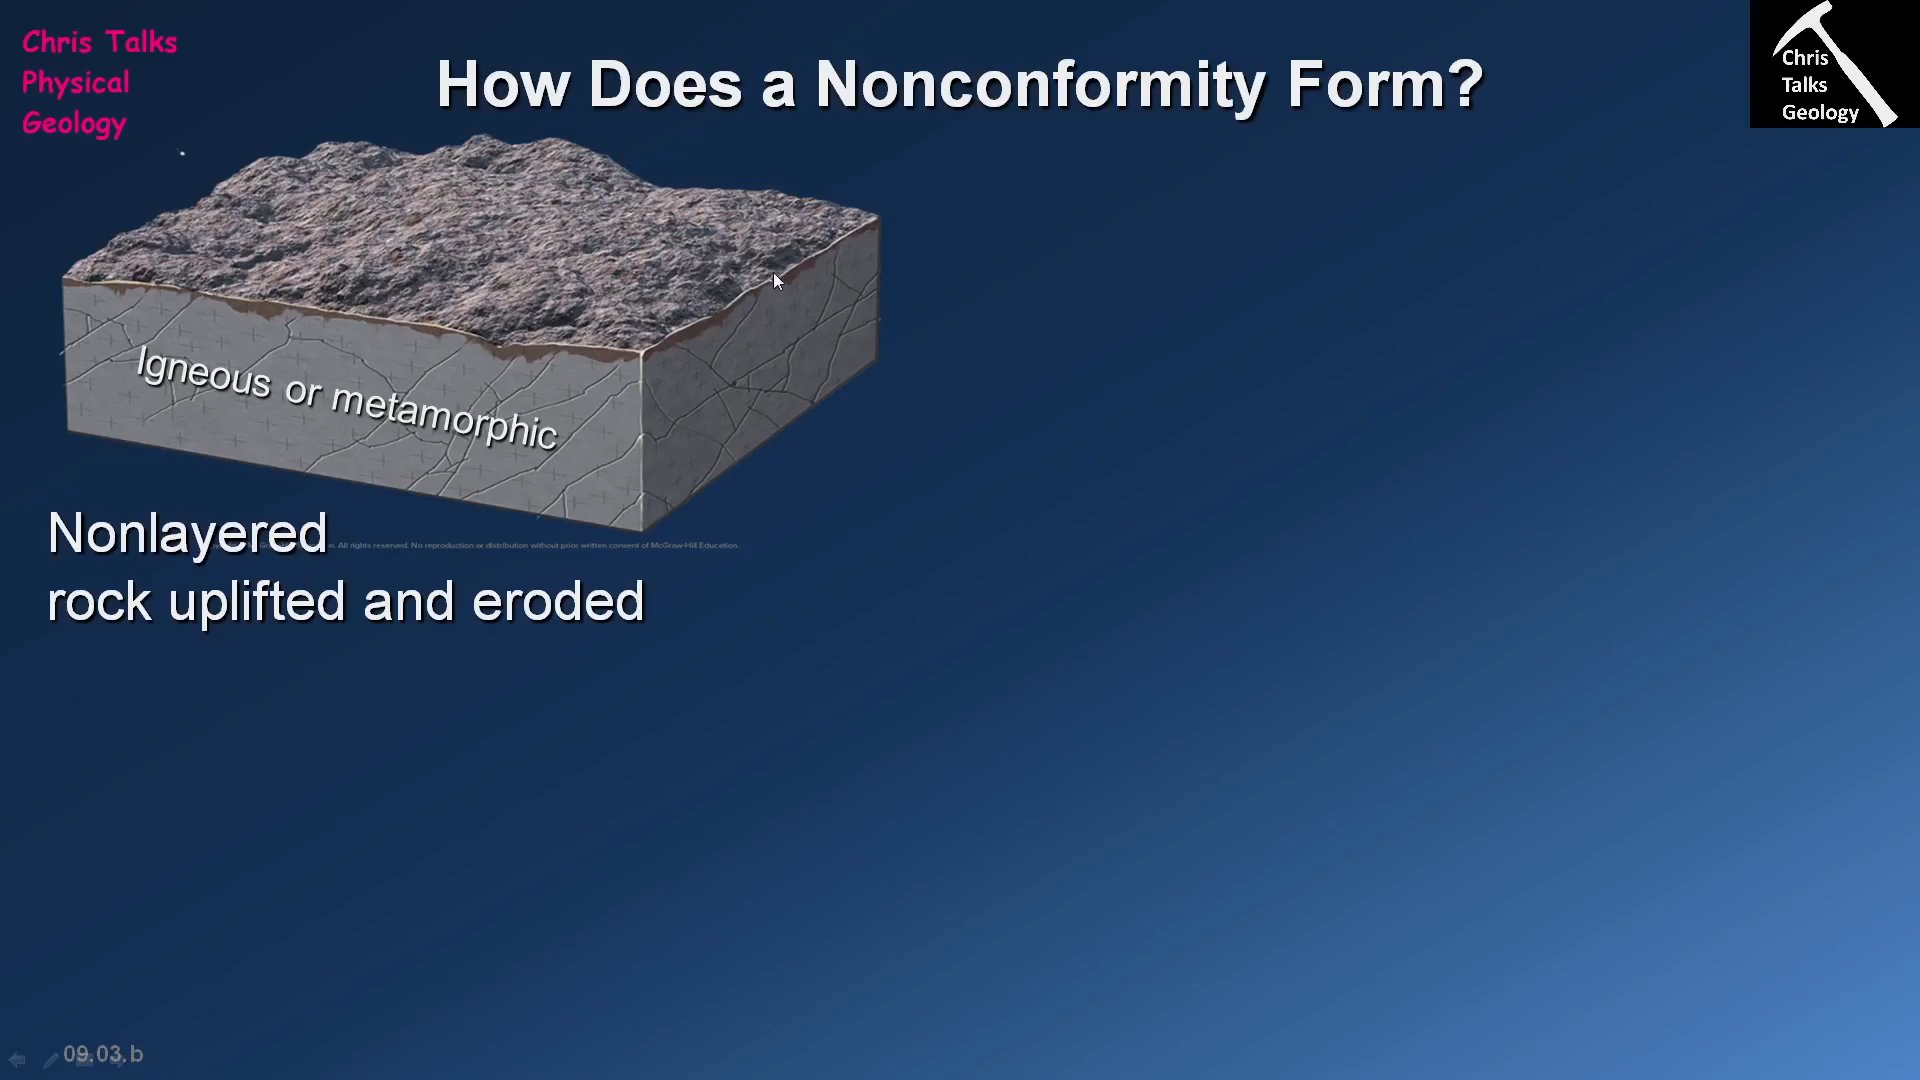 Chris Talks
Physical
Geology
How Does a Nonconformity Form?
Chris
Talks
Geology
Igneous or metamorphic
Nonlayered
n. All rights reserved. No reproduction or distribution without prior written consent of McGraw-Hill Education.
rock uplifted and eroded
09.03.b